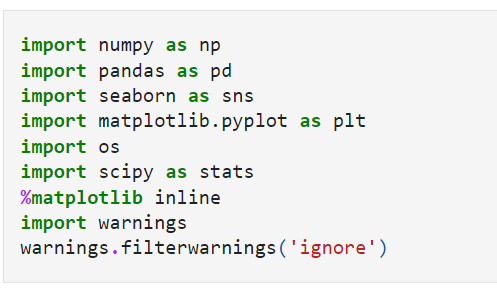 import numpy as np
import pandas as pd
import seaborn as sns
import matplotlib.pyplot as plt
import os
import scipy as stats
%matplotlib inline
import warnings
warnings.filterwarnings('ignore')